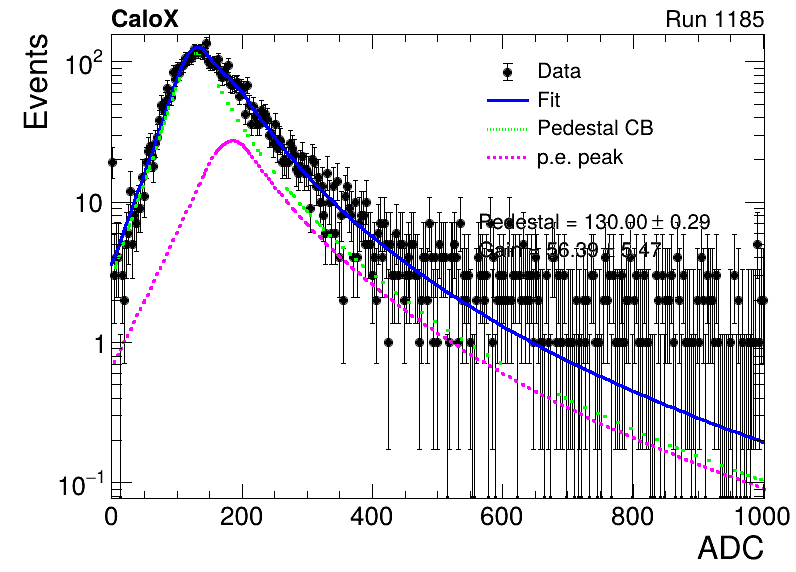 CaloX Run 1185
Events
Data
Fit
Pedestal CB
p.e. peak
Pedestal = 130.00 ± 0.29
Gain = 56.39 ± 5.47
10²
10
1
10⁻¹
0 200 400 600 800 1000
ADC